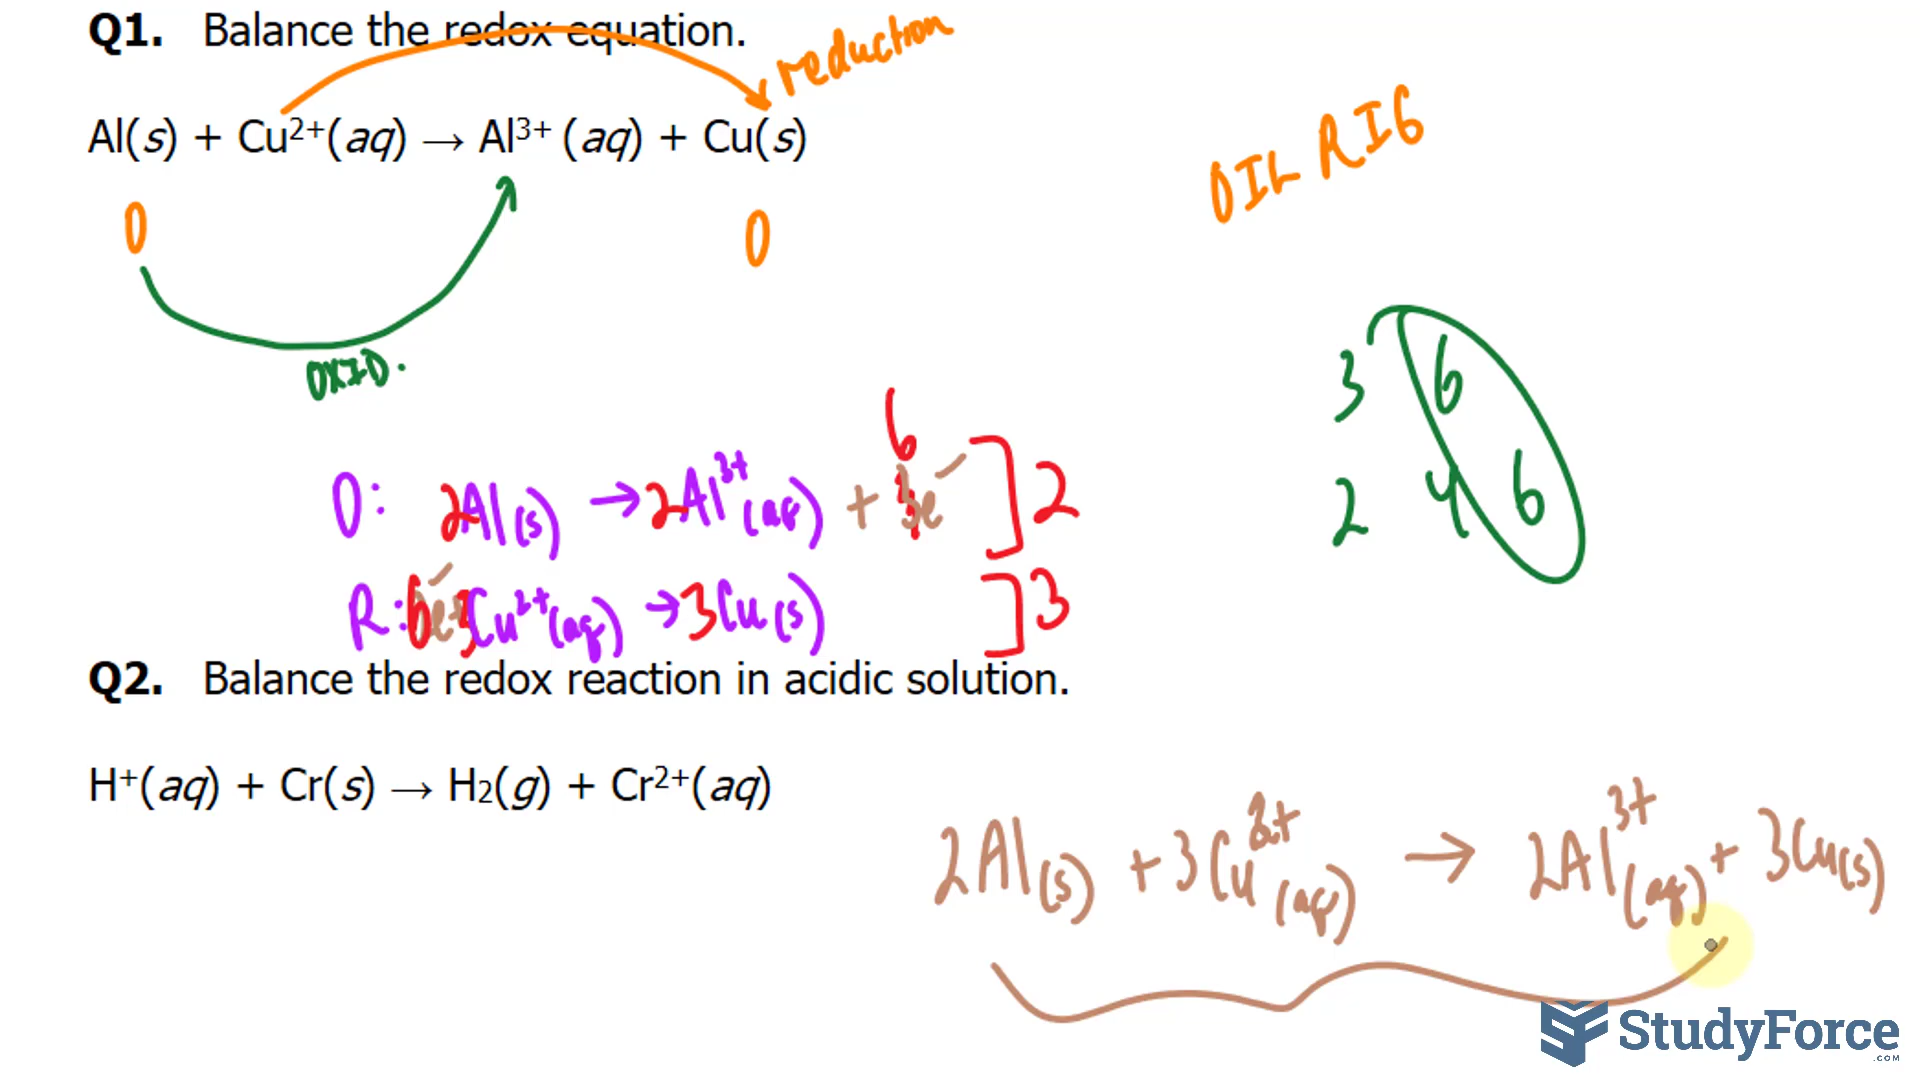 Q1. Balance the redox equation.
reduction
Al(s) + Cu²⁺(aq) → Al³⁺ (aq) + Cu(s)
OIL RIG
0 0
OXID.
3 6
2 4 6
6
O: 2Al(s) → 2Al³⁺(aq) + 3e⁻ ] 2
R: 6e⁻ + 3Cu²⁺(aq) → 3Cu(s) ] 3
Q2. Balance the redox reaction in acidic solution.
H⁺(aq) + Cr(s) → H₂(g) + Cr²⁺(aq)
2Al(s) + 3Cu²⁺(aq) → 2Al³⁺(aq) + 3Cu(s)
StudyForce
.COM